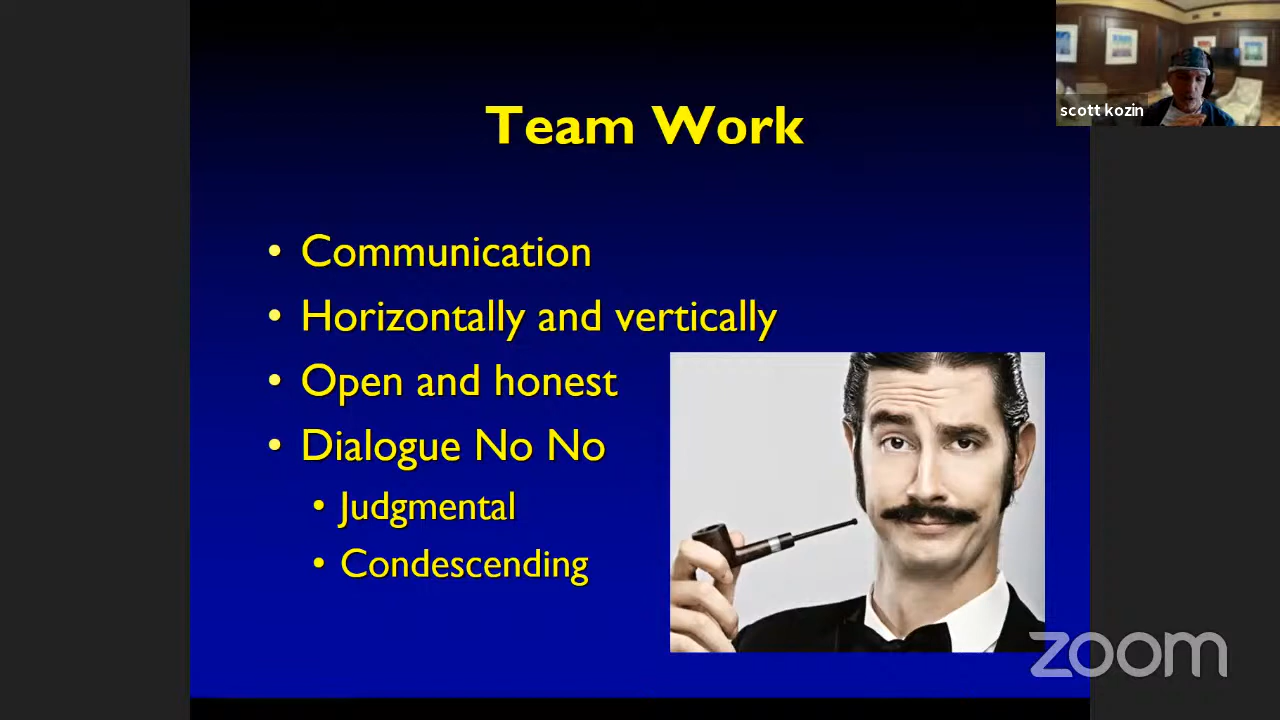 Team Work
scott kozin
• Communication
• Horizontally and vertically
• Open and honest
• Dialogue No No
• Judgmental
• Condescending
zoom